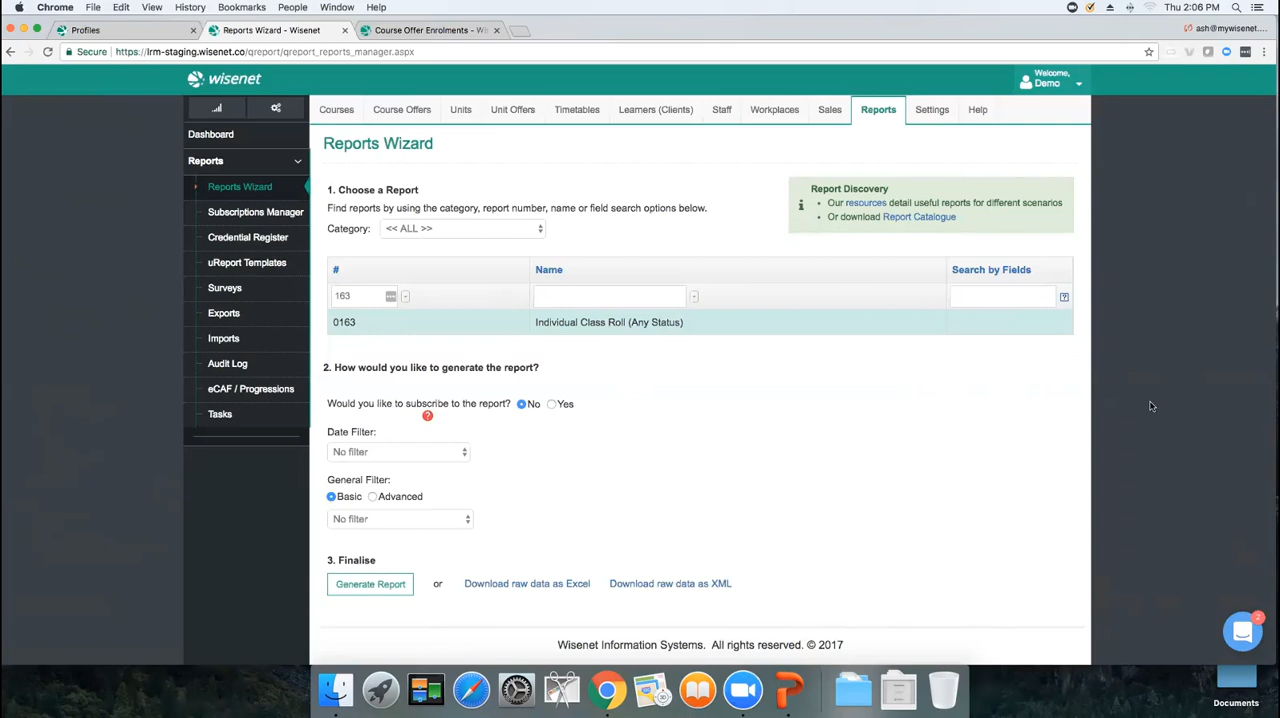 Chrome File Edit View History Bookmarks People Window Help Thu 2:06 PM
Profiles Reports Wizard - Wisenet Course Offer Enrolments - Wi ash@mywisenet....
Secure https://lrm-staging.wisenet.co/qreport/qreport_reports_manager.aspx
wisenet Welcome,
Demo
Courses Course Offers Units Unit Offers Timetables Learners (Clients) Staff Workplaces Sales Reports Settings Help
Dashboard
Reports
Reports Wizard
Subscriptions Manager
Credential Register
uReport Templates
Surveys
Exports
Imports
Audit Log
eCAF / Progressions
Tasks
Reports Wizard
1. Choose a Report
Find reports by using the category, report number, name or field search options below.
Category: << ALL >>
Report Discovery
• Our resources detail useful reports for different scenarios
• Or download Report Catalogue
# Name Search by Fields
163 ?
0163 Individual Class Roll (Any Status)
2. How would you like to generate the report?
Would you like to subscribe to the report? No Yes
?
Date Filter:
No filter
General Filter:
Basic Advanced
No filter
3. Finalise
Generate Report or Download raw data as Excel Download raw data as XML
Wisenet Information Systems. All rights reserved. © 2017
2
Documents